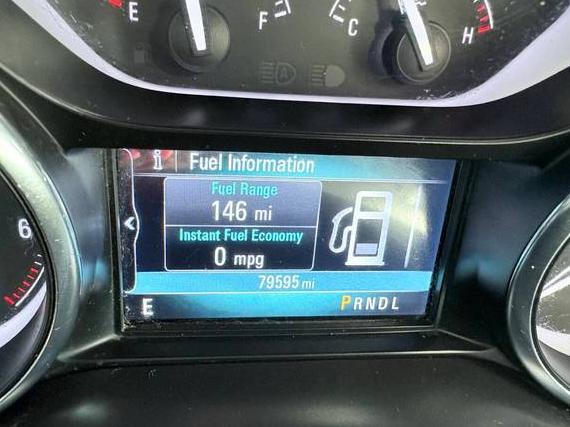 E
F
C
H
6
i Fuel Information
Fuel Range
146 mi
Instant Fuel Economy
0 mpg
79595 mi
E
PRNDL